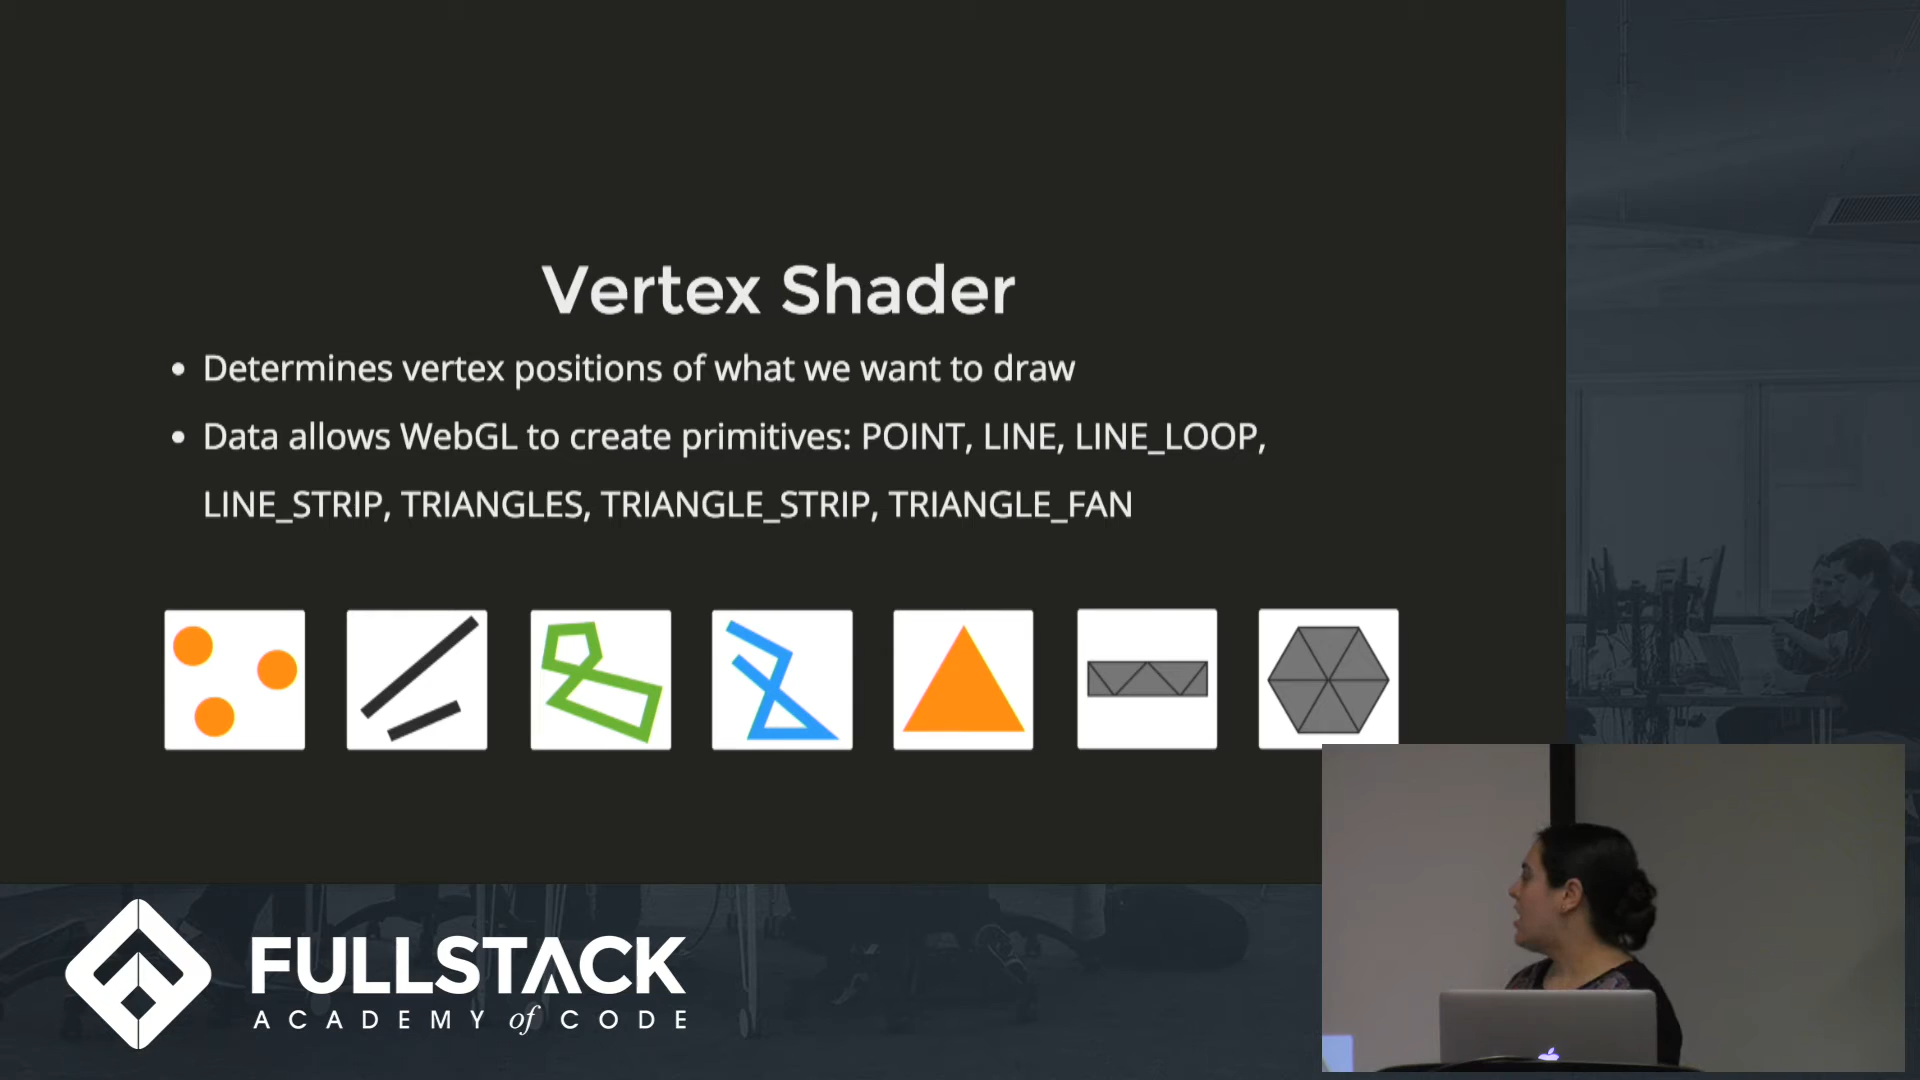 Vertex Shader
• Determines vertex positions of what we want to draw
• Data allows WebGL to create primitives: POINT, LINE, LINE_LOOP,
LINE_STRIP, TRIANGLES, TRIANGLE_STRIP, TRIANGLE_FAN
FULLSTACK
ACADEMY of CODE